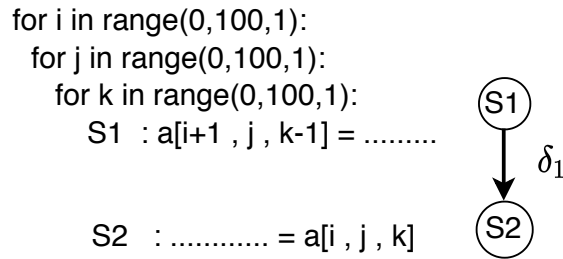 for i in range(0,100,1):
for j in range(0,100,1):
for k in range(0,100,1):
S1 : a[i+1 , j , k-1] = .........
S1
δ1
S2 : ............ = a[i , j , k]
S2